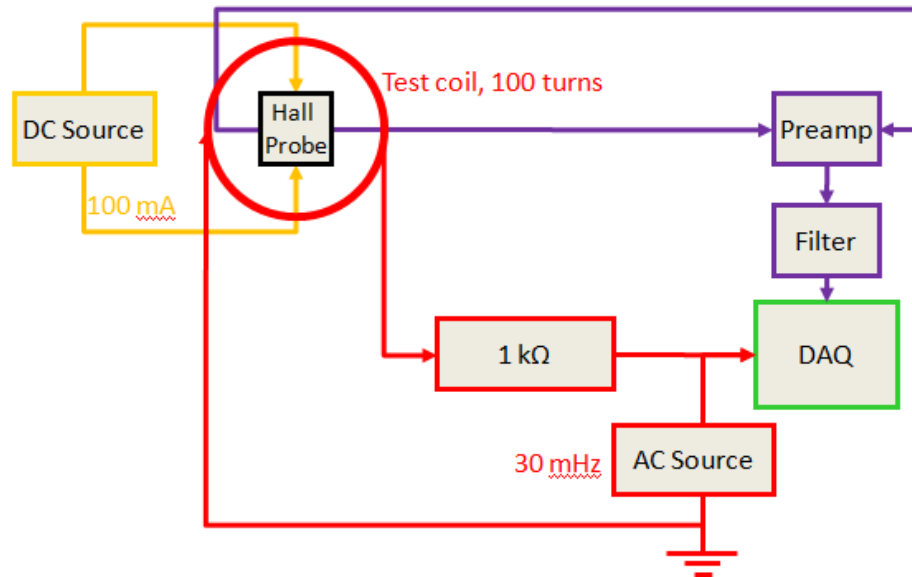 Test coil, 100 turns
Hall
Probe
DC Source
Preamp
100 mA
Filter
1 kΩ
DAQ
30 mHz
AC Source